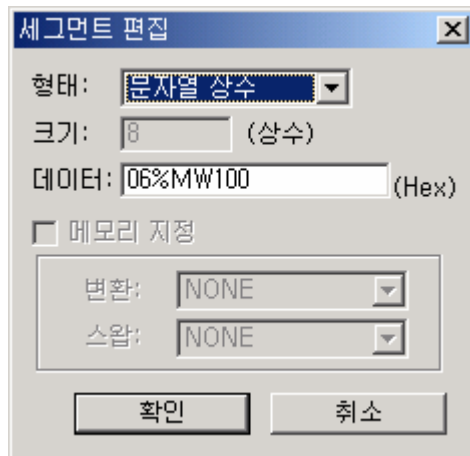 세그먼트 편집
형태: 문자열 상수
크기: 8 (상수)
데이터: 06%MW100 (Hex)
메모리 지정
변환: NONE
스왑: NONE
확인 취소